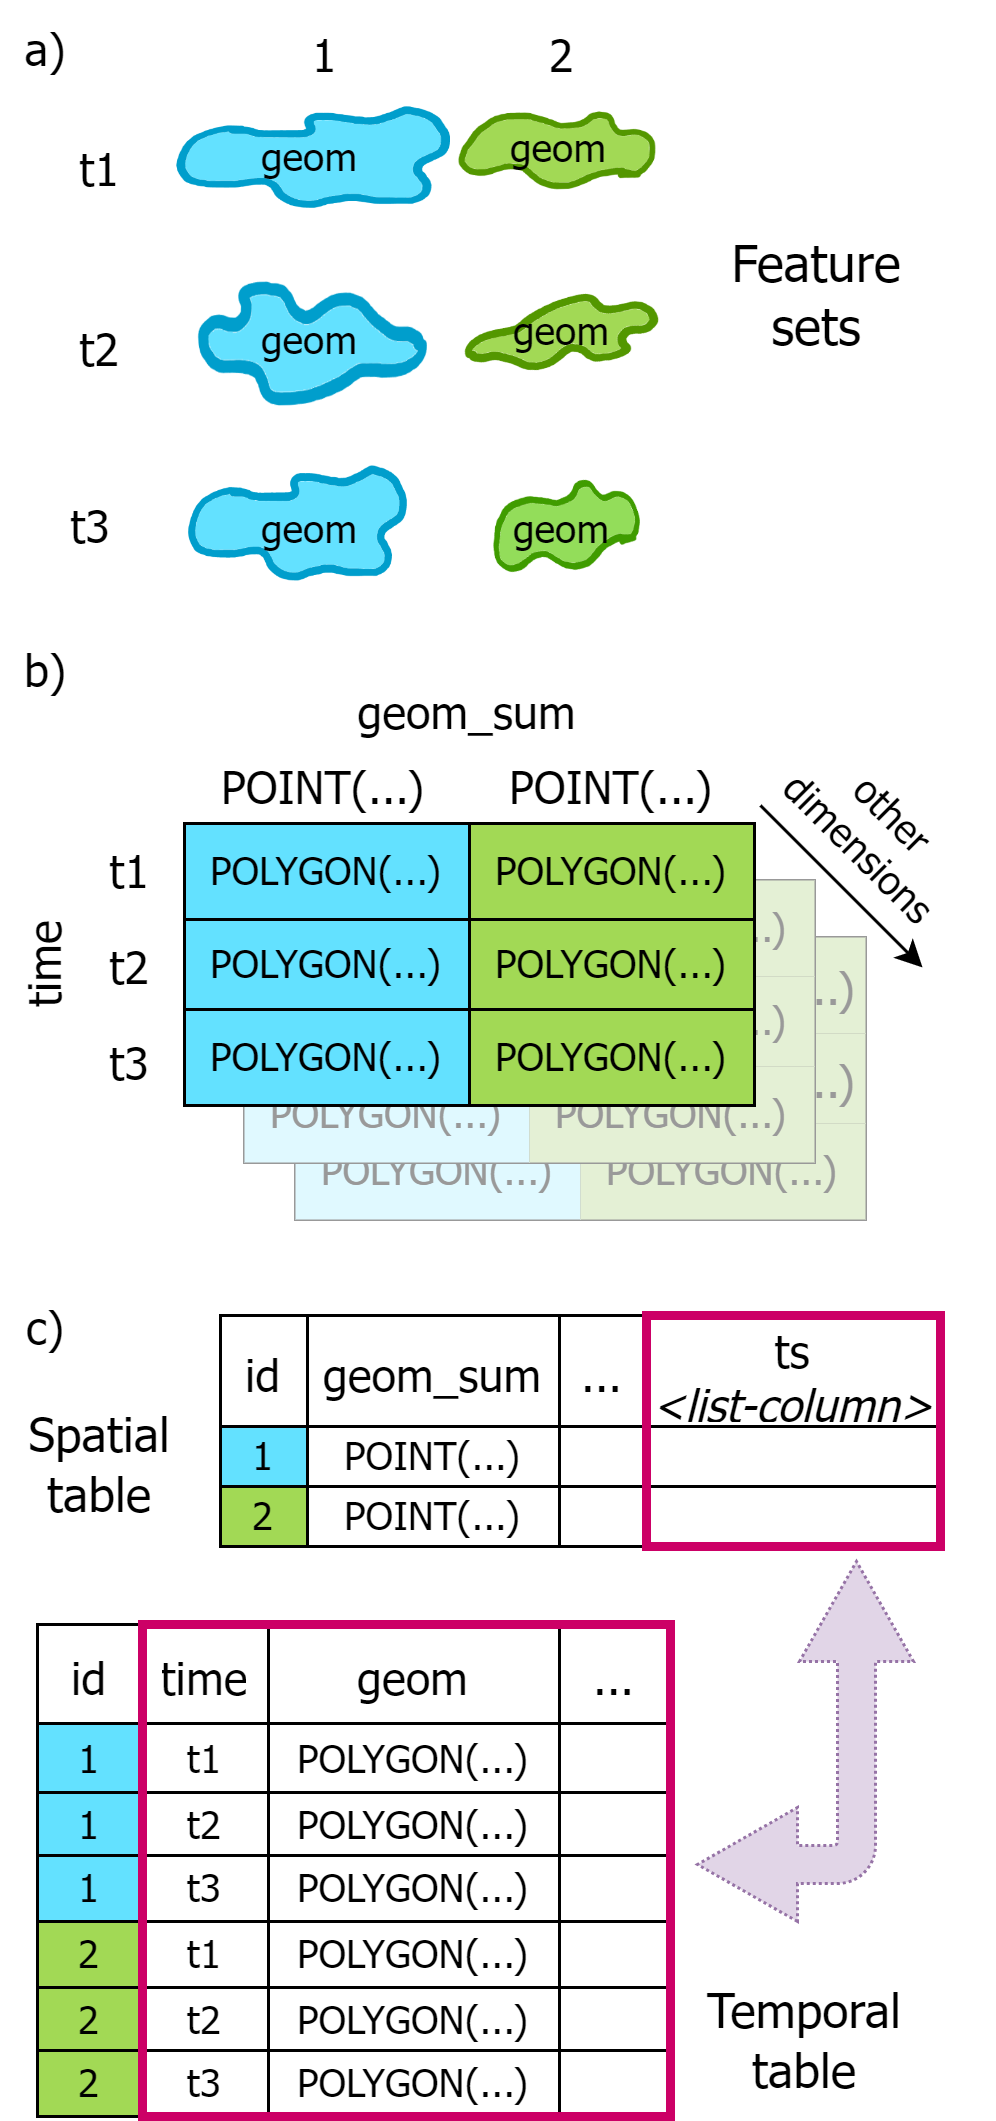 a)
1 2
t1 geom geom
Feature
sets
t2 geom geom
t3 geom geom
b)
geom_sum
POINT(...) POINT(...)
other
dimensions
time
t1 POLYGON(...) POLYGON(...)
t2 POLYGON(...) POLYGON(...)
t3 POLYGON(...) POLYGON(...)
..)
..)
..)
..)
POLYGON(...) POLYGON(...)
POLYGON(...) POLYGON(...)
c)
Spatial
table
id geom_sum ... ts
<list-column>
1 POINT(...)
2 POINT(...)
id time geom ...
1 t1 POLYGON(...)
1 t2 POLYGON(...)
1 t3 POLYGON(...)
2 t1 POLYGON(...)
2 t2 POLYGON(...)
2 t3 POLYGON(...)
Temporal
table